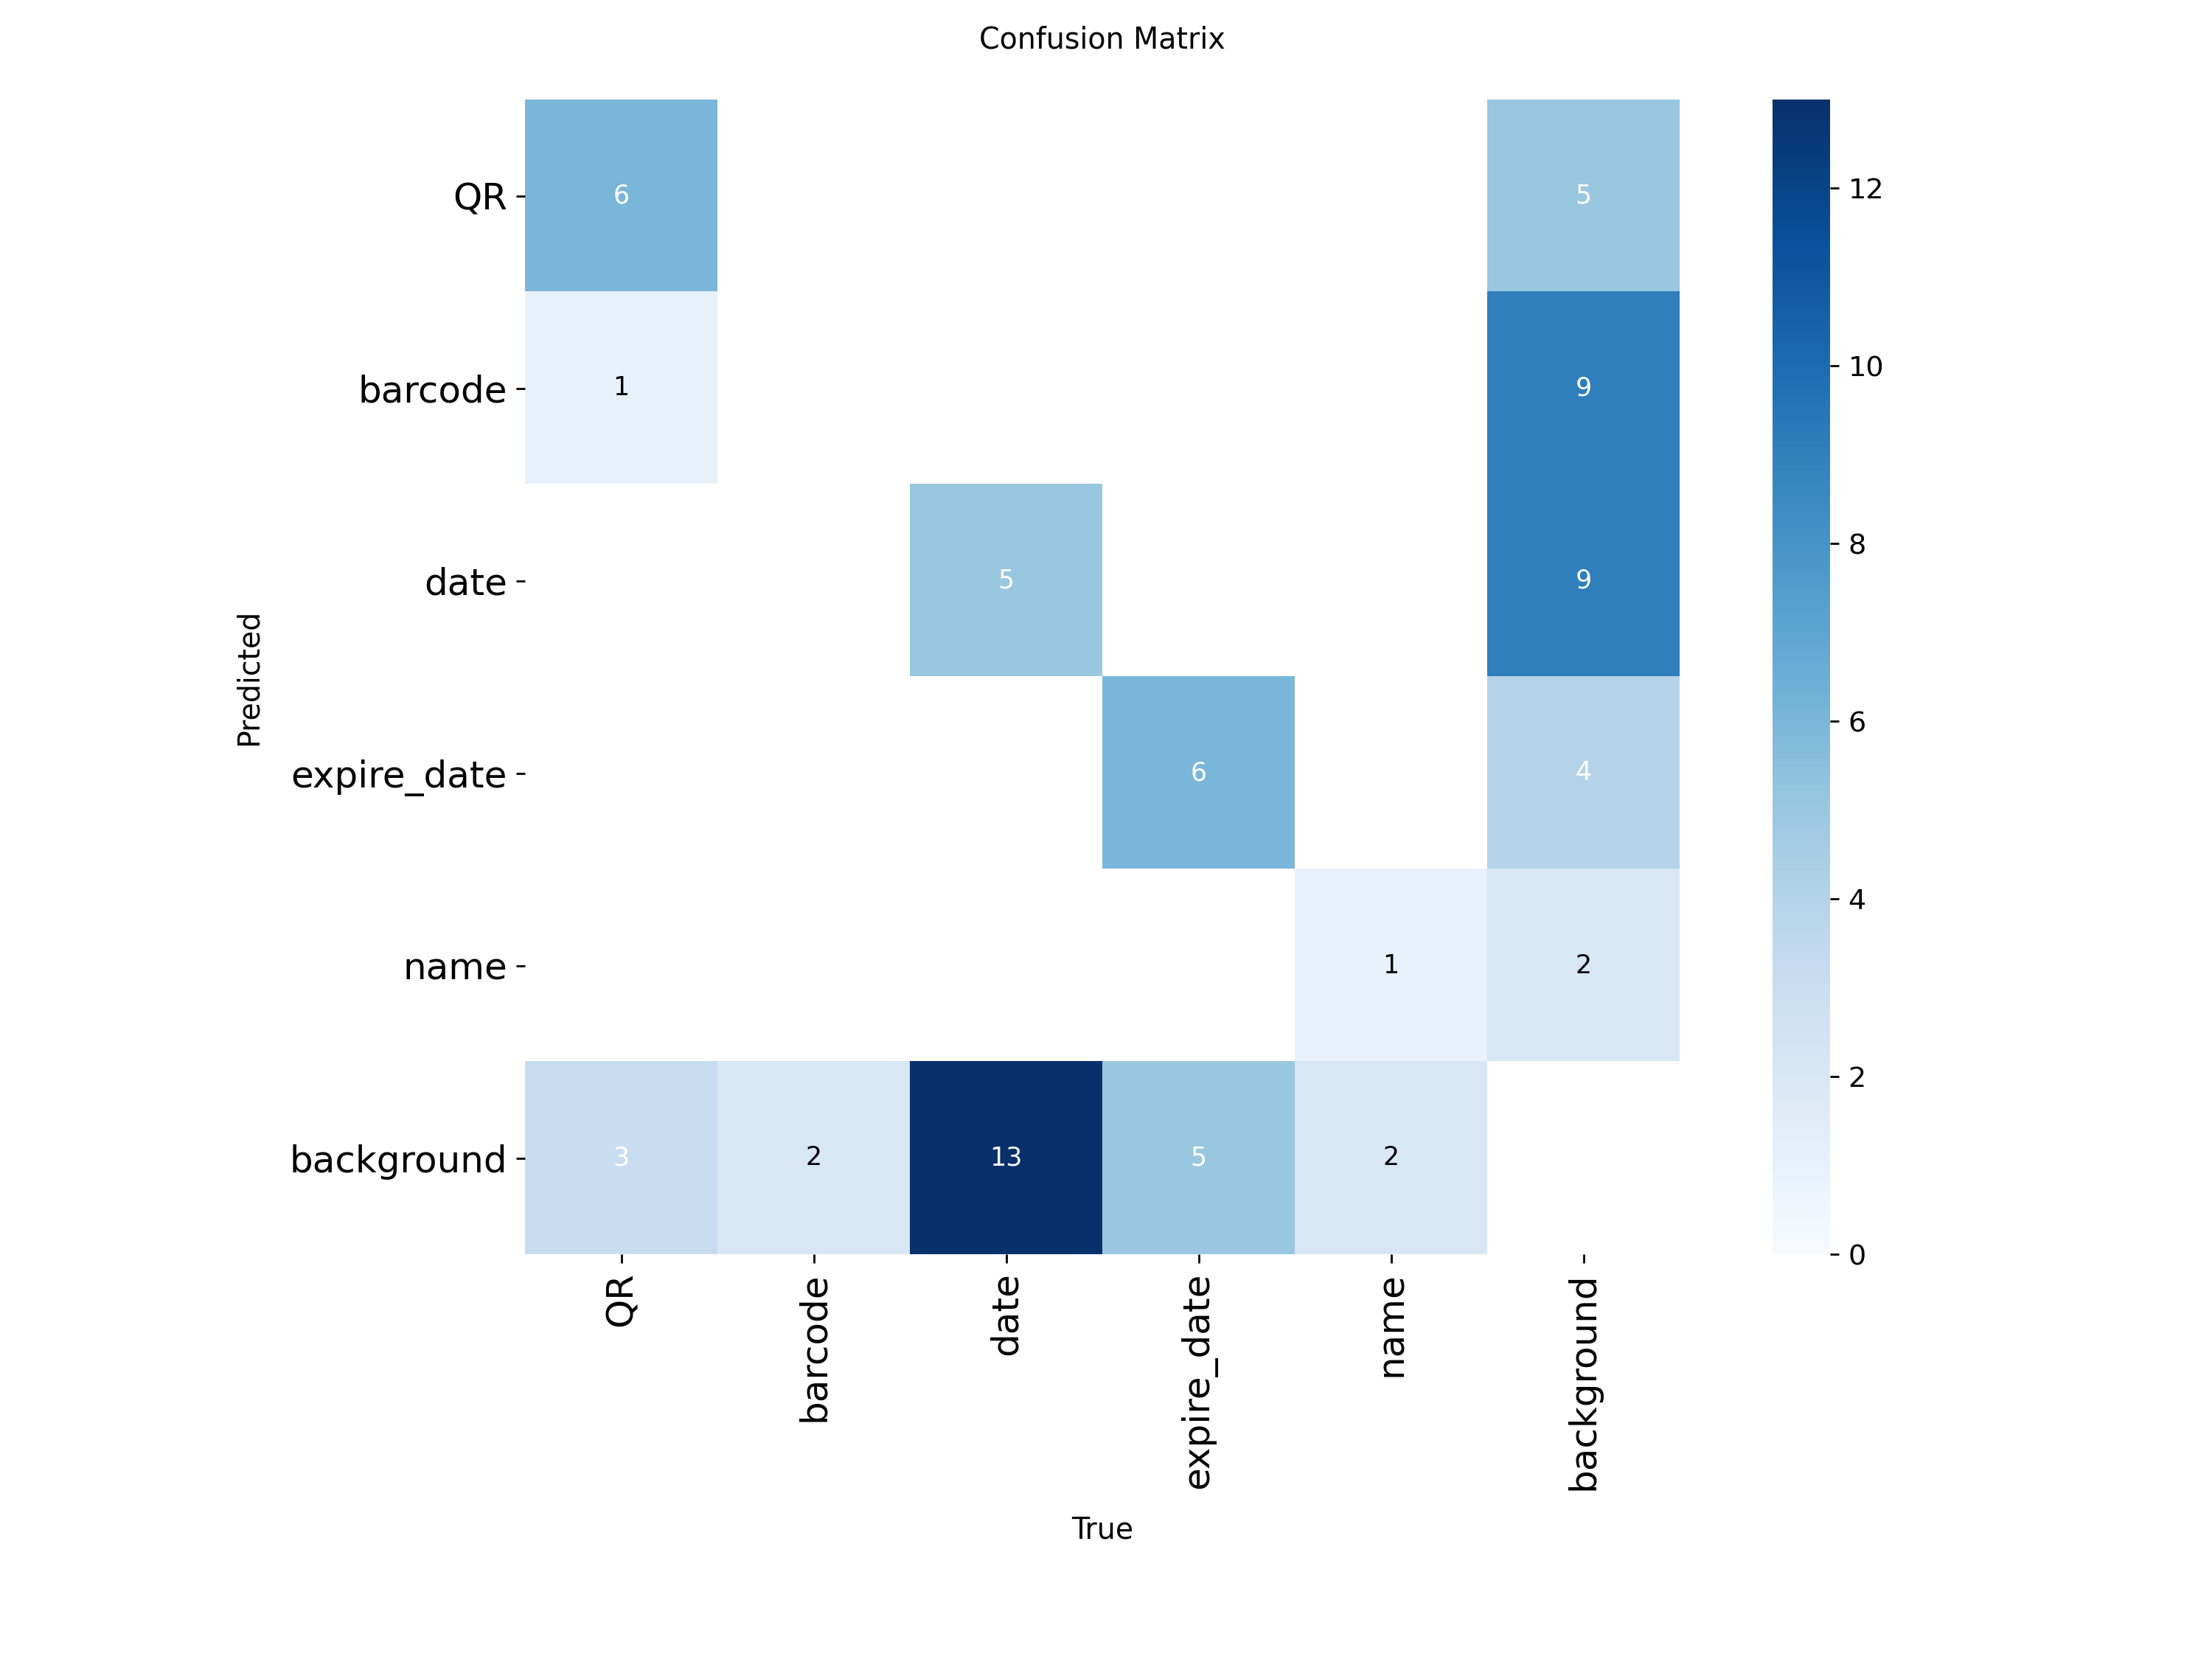 Confusion Matrix
QR
6
5
12
barcode
1
9
10
date
5
9
8
Predicted
expire_date
6
4
6
name
1
2
4
background
3
2
13
5
2
2
0
QR
barcode
date
expire_date
name
background
True